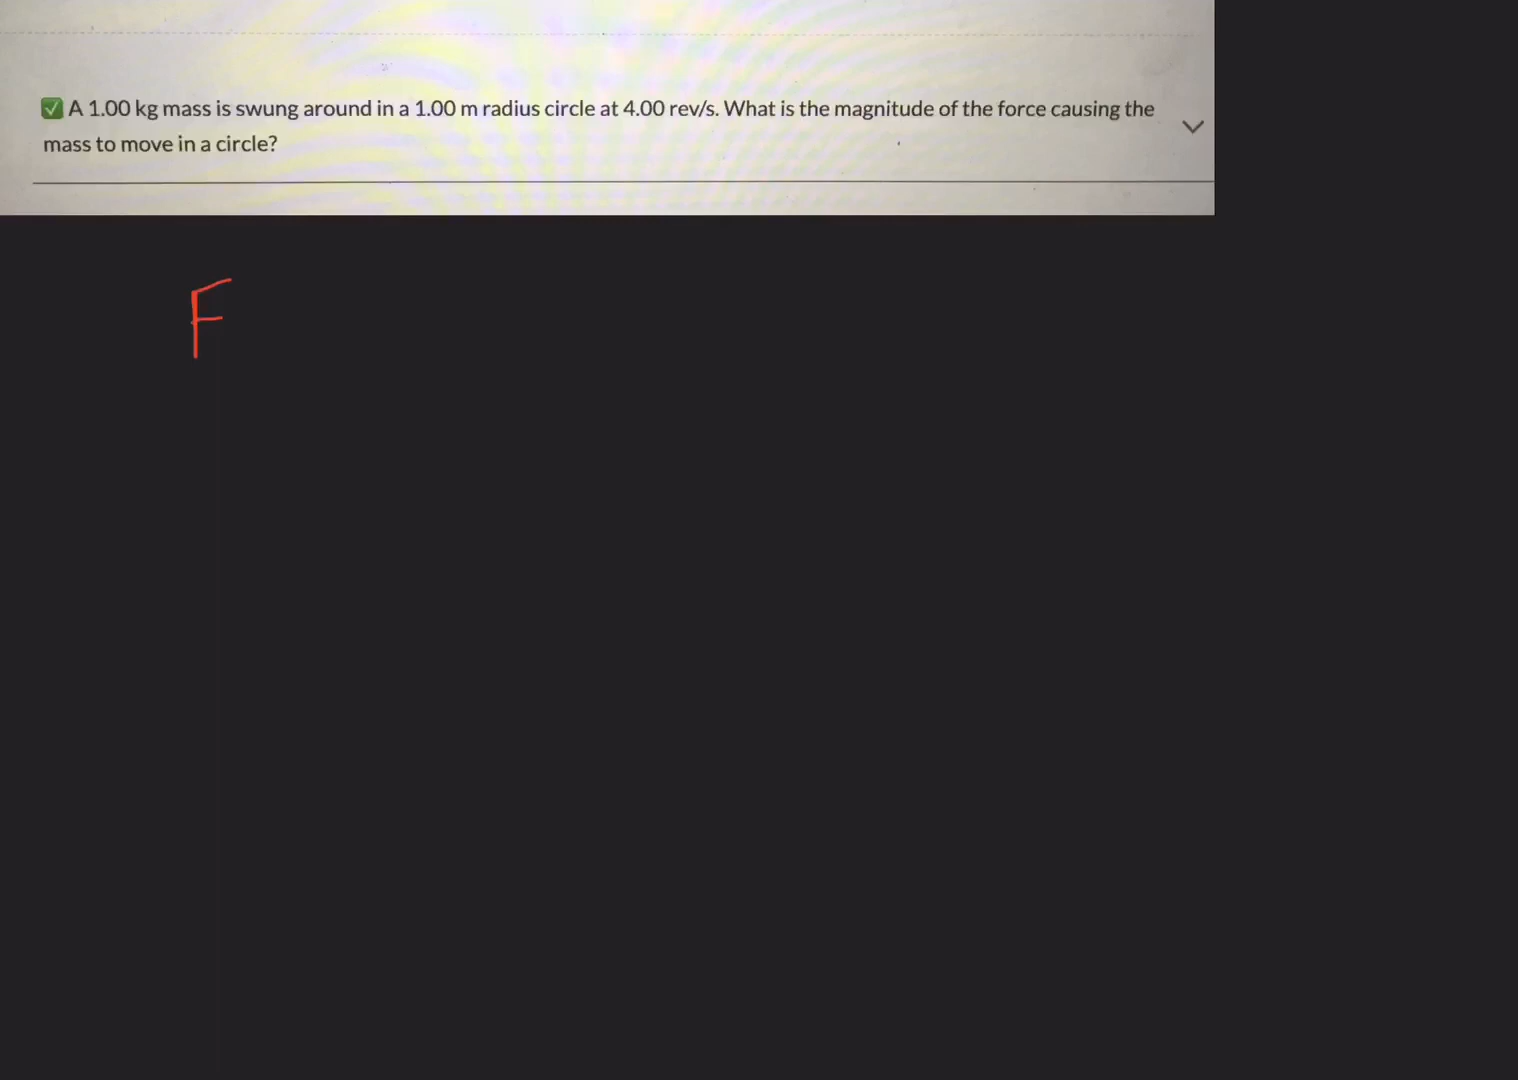 ✅ A 1.00 kg mass is swung around in a 1.00 m radius circle at 4.00 rev/s. What is the magnitude of the force causing the
mass to move in a circle?
F